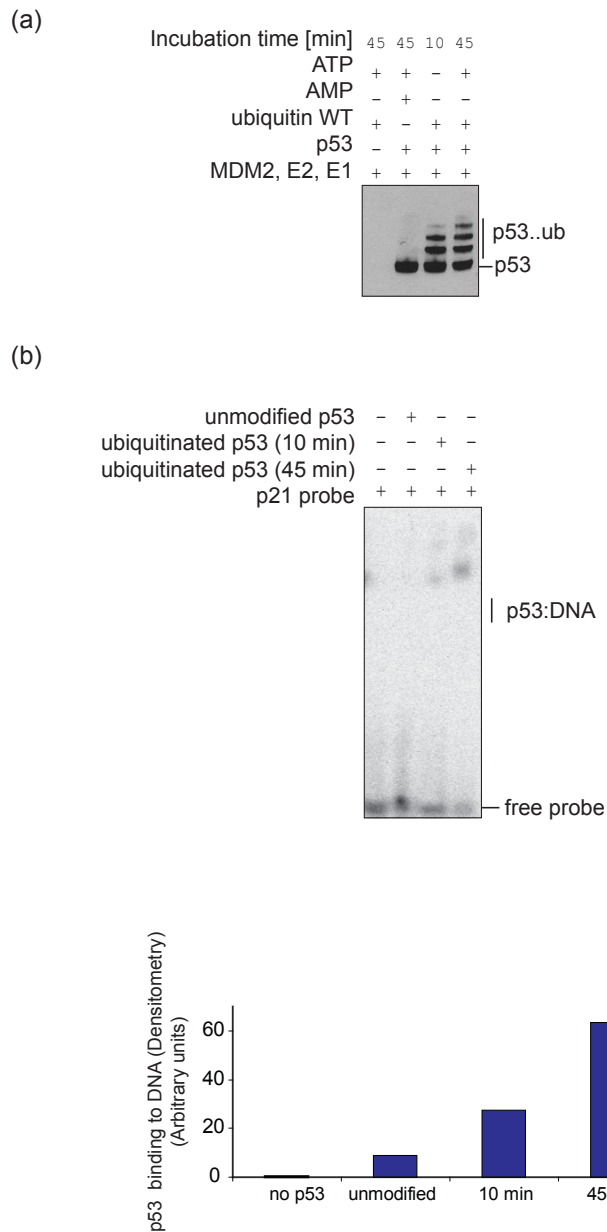 (a)
Incubation time [min] 45 45 10 45
ATP + + - +
AMP - + - -
ubiquitin WT + - + +
p53 - + + +
MDM2, E2, E1 + + + +
p53..ub
p53
(b)
unmodified p53 - + - -
ubiquitinated p53 (10 min) - - + -
ubiquitinated p53 (45 min) - - - +
p21 probe + + + +
p53:DNA
free probe
p53 binding to DNA (Densitometry)
(Arbitrary units)
60
40
20
0
no p53 unmodified 10 min 45